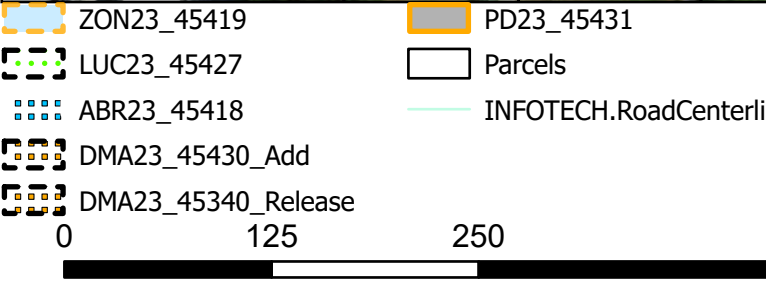 ZON23_45419
LUC23_45427
ABR23_45418
DMA23_45430_Add
DMA23_45340_Release
PD23_45431
Parcels
INFOTECH.RoadCenterli
0 125 250